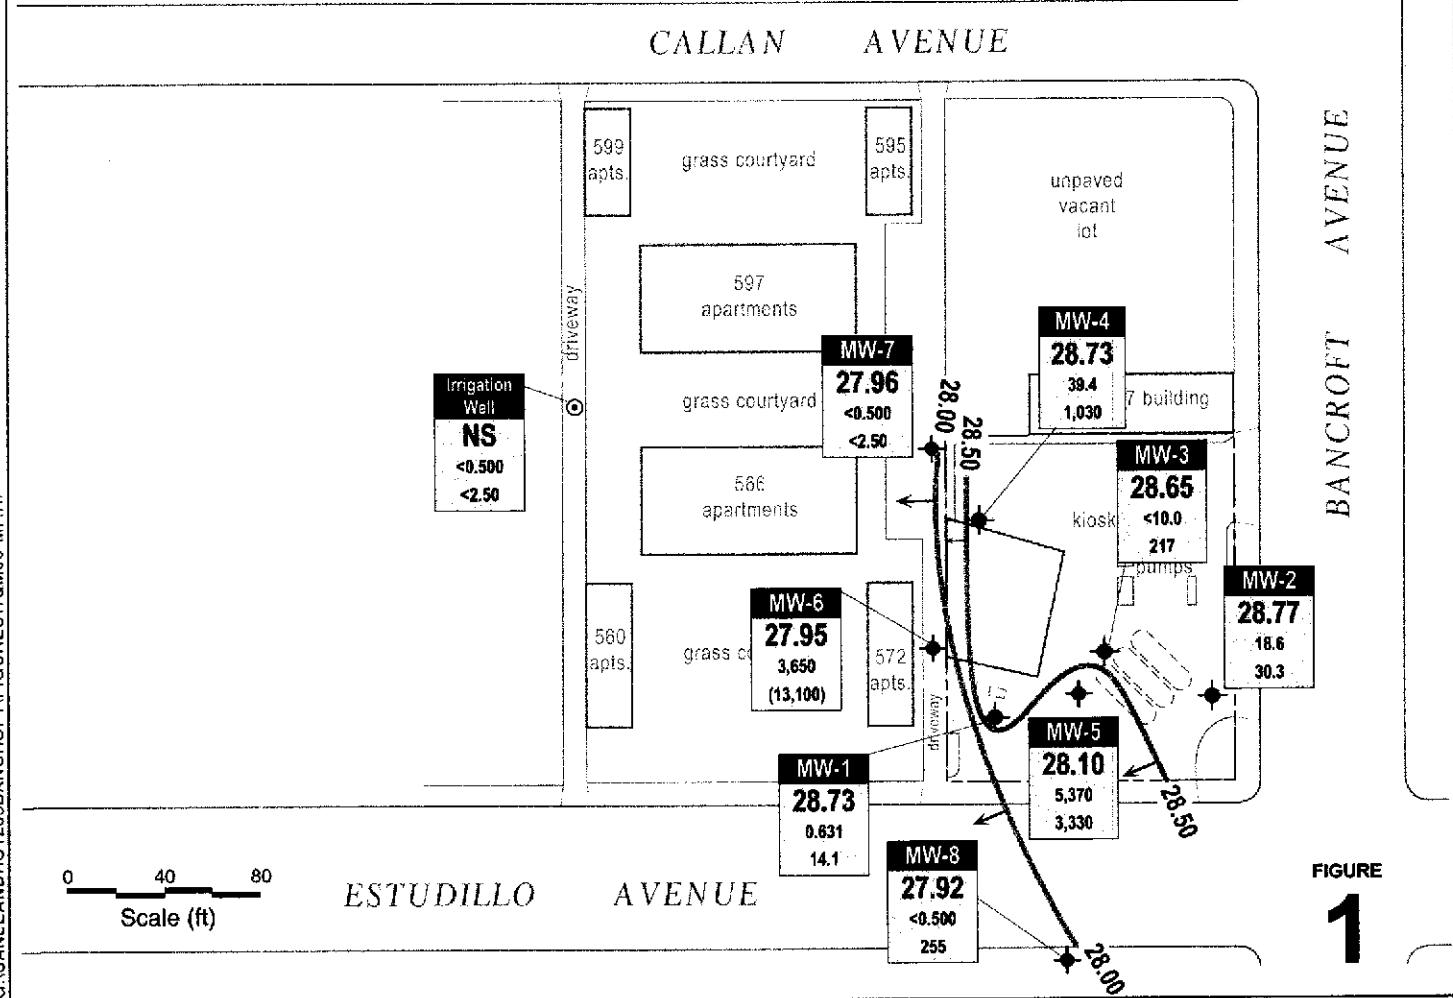 CALLAN AVENUE
BANCROFT AVENUE
599
apts.
grass courtyard
595
apts.
unpaved
vacant
lot
597
apartments
driveway
MW-7
27.96
<0.500
<2.50
MW-4
28.73
39.4
1,030
7 building
Irrigation
Well
NS
<0.500
<2.50
grass courtyard
28.00
28.50
MW-3
28.65
<10.0
217
kiosk
pumps
566
apartments
MW-2
28.77
18.6
30.3
MW-6
27.95
3,650
(13,100)
560
apts.
grass
572
apts.
driveway
MW-5
28.10
5,370
3,330
MW-1
28.73
0.631
14.1
28.50
MW-8
27.92
<0.500
255
28.00
0 40 80
Scale (ft)
ESTUDILLO AVENUE
FIGURE
1